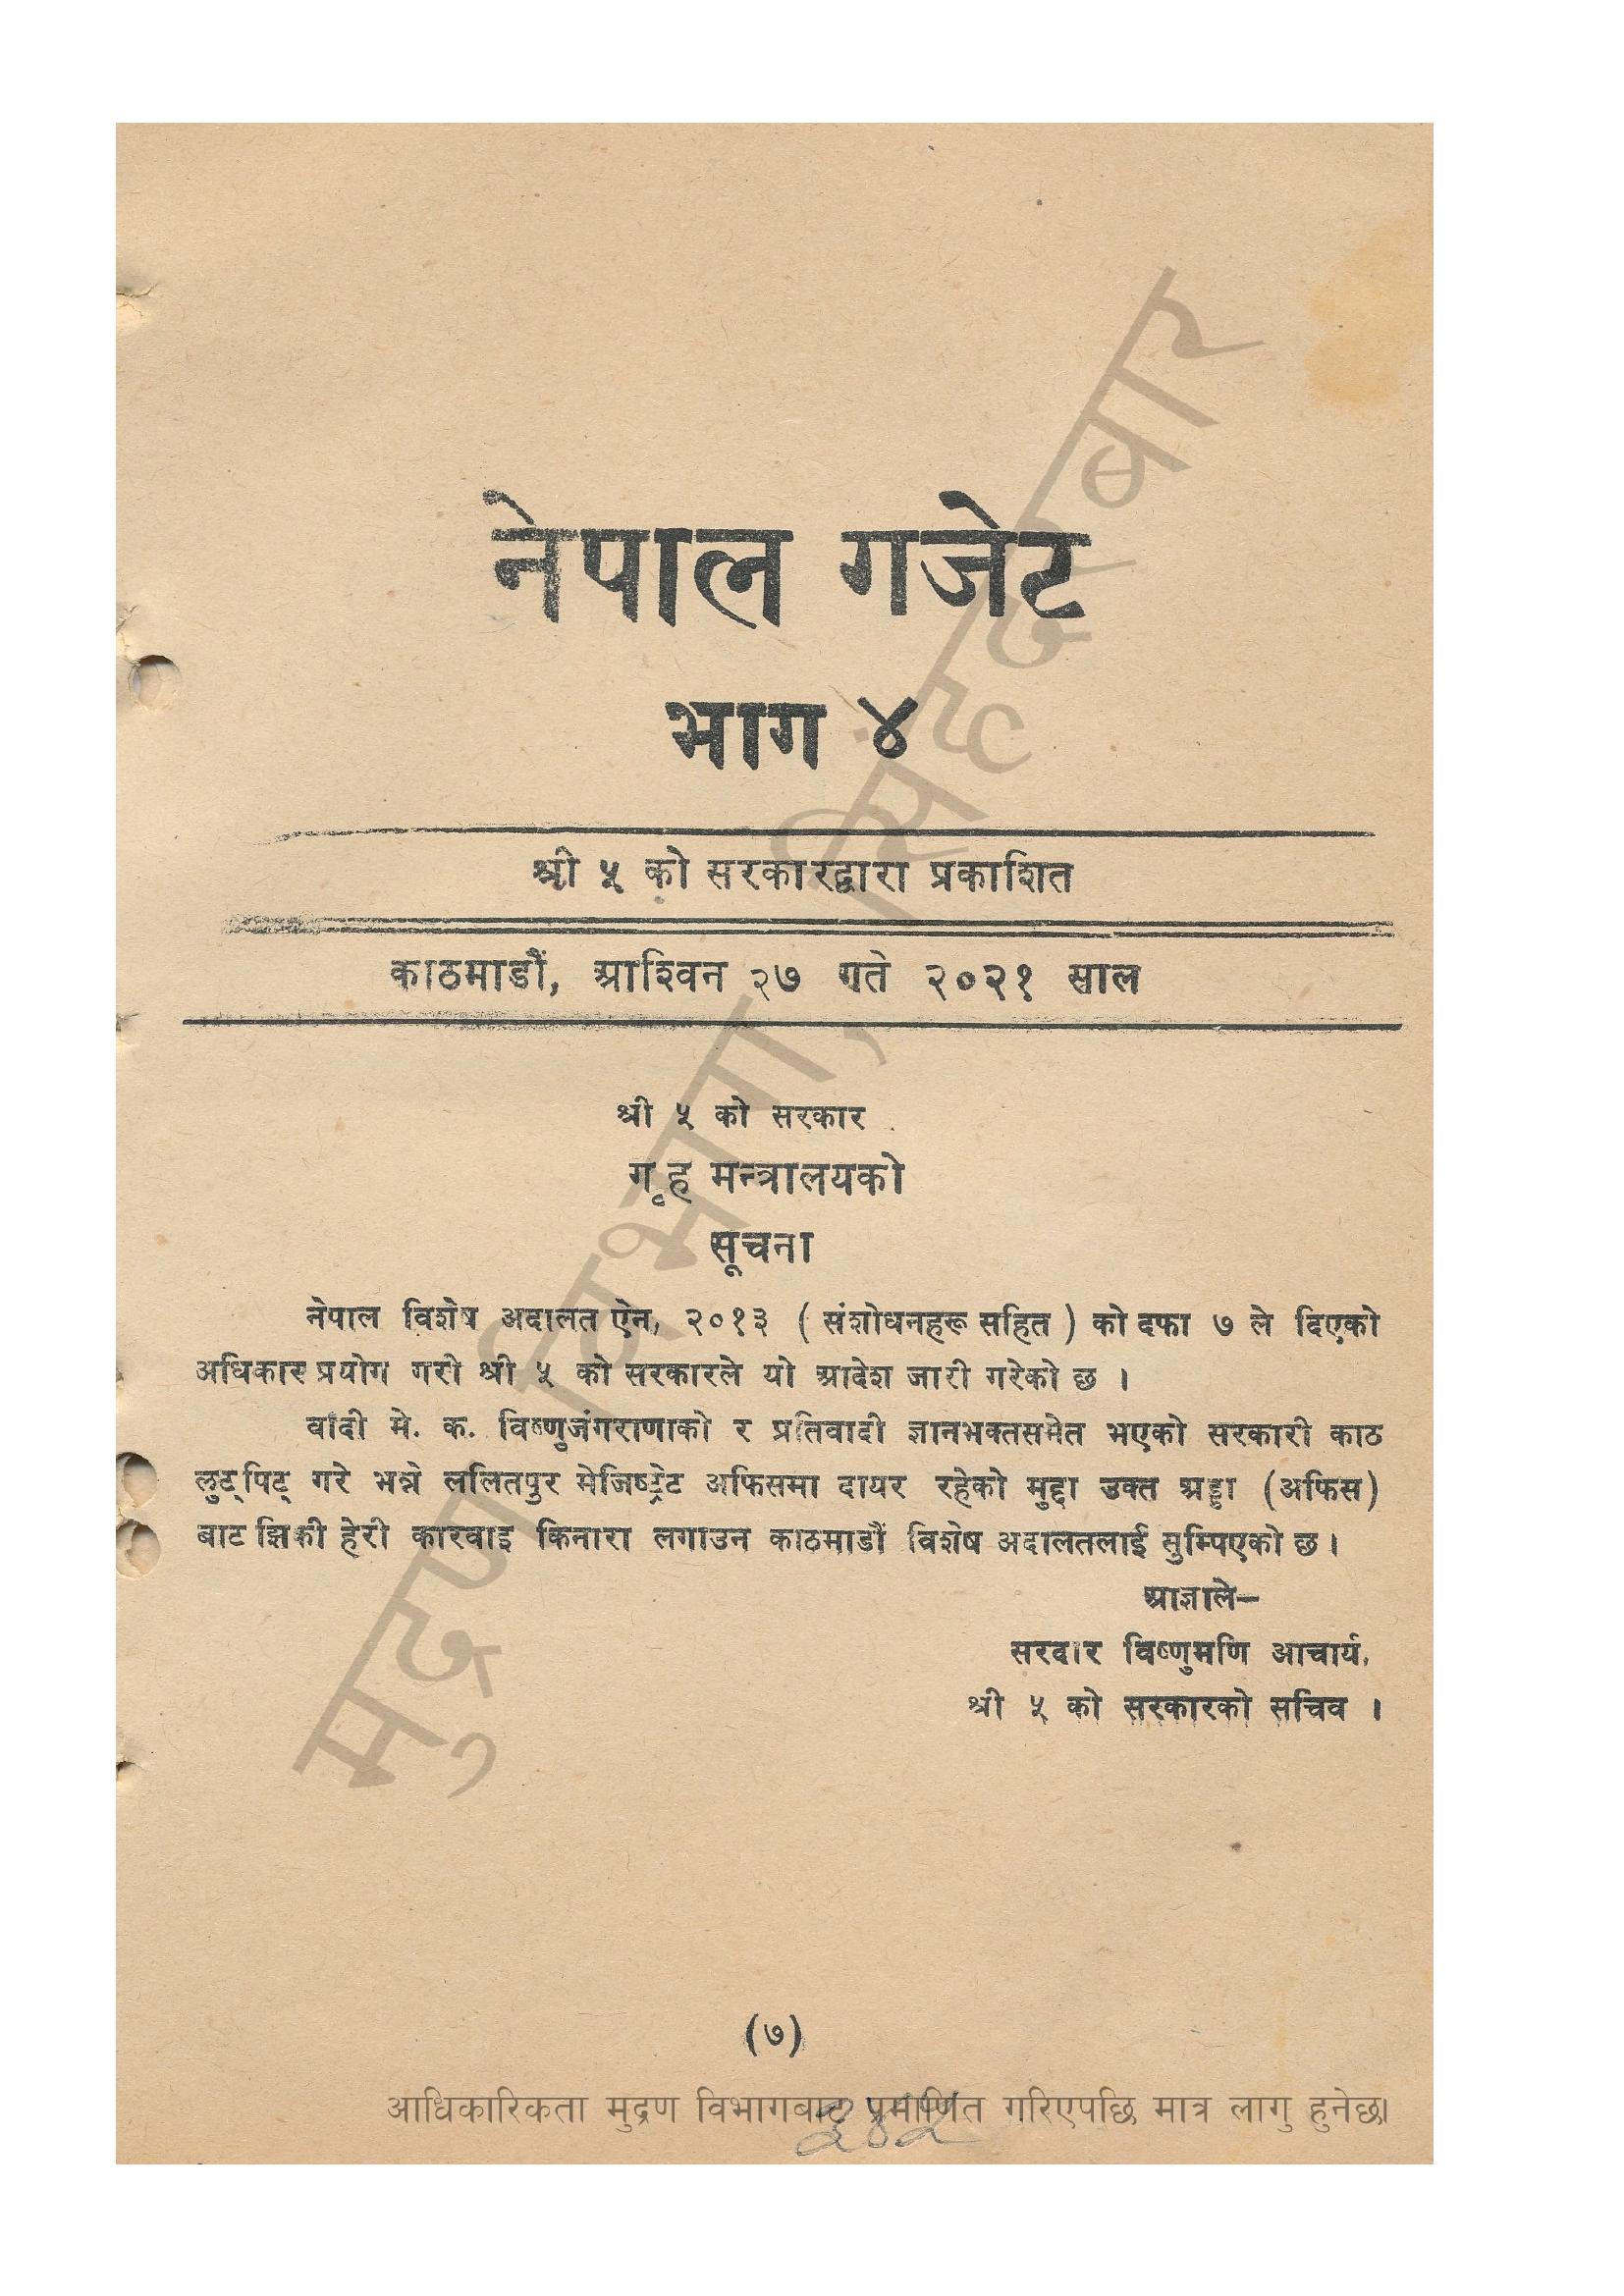 नेपाल गजेट
भाग ४
श्री ५ को सरकारद्वारा प्रकाशित
काठमाडौं, आश्विन २७ गते २०२१ साल
श्री ५ को सरकार
गृह मन्त्रालयको
सूचना
नेपाल विशेष अदालत ऐन, २०१३ ( संशोधनहरू सहित ) को दफा ७ ले दिएको
अधिकार प्रयोग गरी श्री ५ को सरकारले यो आदेश जारी गरेको छ ।
वादी मे. क. विष्णुजंगराणाको र प्रतिवादी ज्ञानभक्तसमेत भएको सरकारी काठ
लुट्पिट् गरे भन्ने ललितपुर मेजिष्ट्रेट अफिसमा दायर रहेको मुद्दा उक्त अड्डा (अफिस)
बाट झिकी हेरी कारवाइ किनारा लगाउन काठमाडौं विशेष अदालतलाई सुम्पिएको छ ।
आज्ञाले—
सरदार विष्णुमणि आचार्य,
श्री ५ को सरकारको सचिव ।
(७)
मुद्रण विभाग, सिंहदरबार
आधिकारिकता मुद्रण विभागबाट प्रमाणित गरिएपछि मात्र लागु हुनेछ।